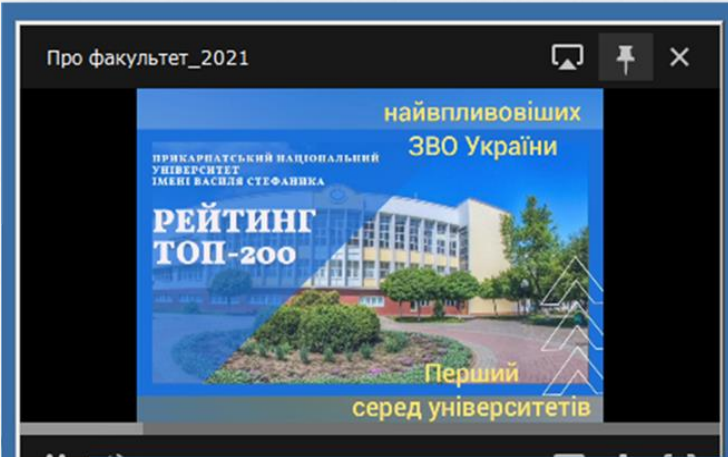 Про факультет_2021
найвпливовіших
ЗВО України
ПРИКАРПАТСЬКИЙ НАЦІОНАЛЬНИЙ
УНІВЕРСИТЕТ
ІМЕНІ ВАСИЛЯ СТЕФАНИКА
РЕЙТИНГ
ТОП-200
Перший
серед університетів